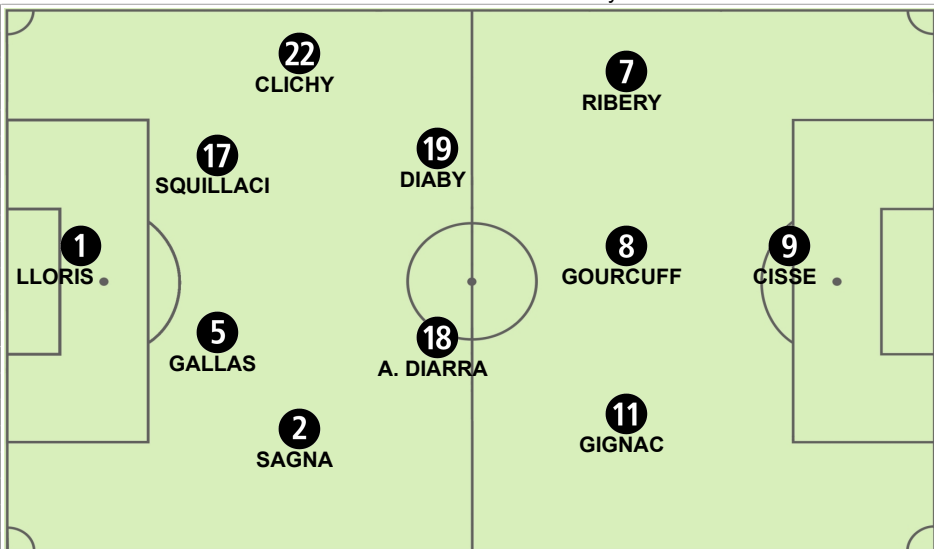 22
CLICHY
7
RIBERY
17
SQUILLACI
19
DIABY
1
LLORIS
8
GOURCUFF
9
CISSE
5
GALLAS
18
A. DIARRA
2
SAGNA
11
GIGNAC